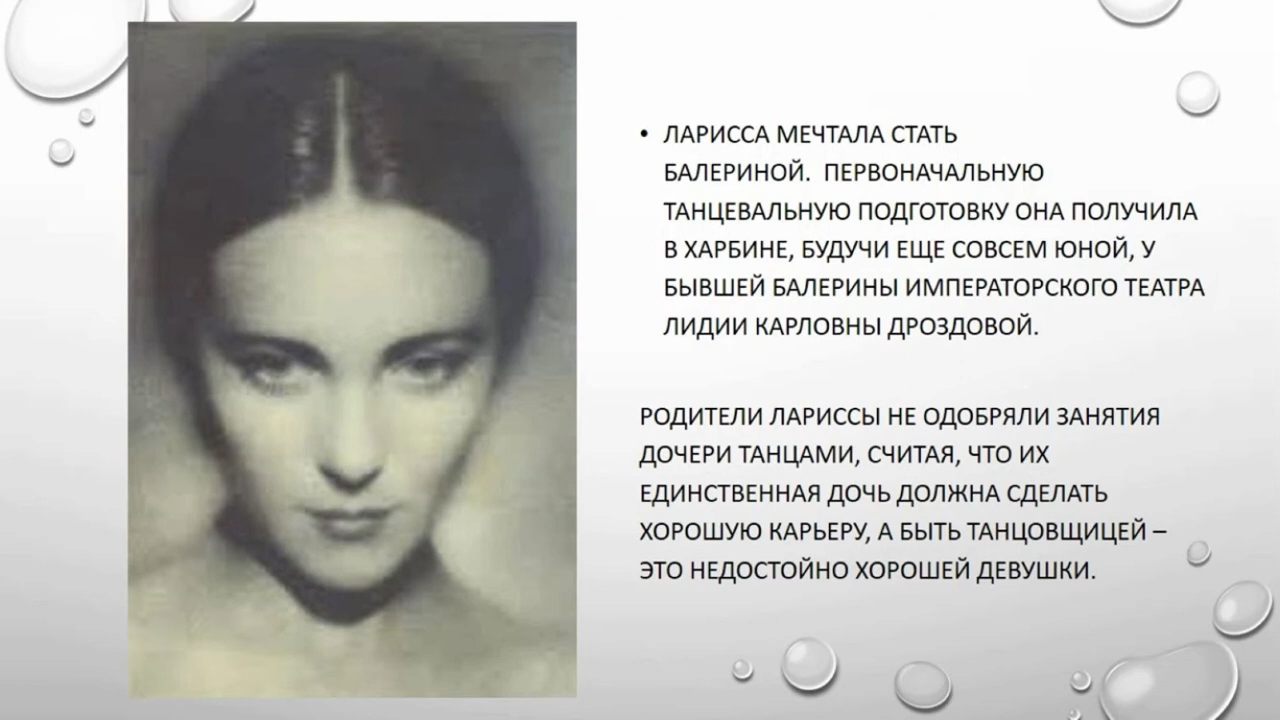 • ЛАРИССА МЕЧТАЛА СТАТЬ
БАЛЕРИНОЙ. ПЕРВОНАЧАЛЬНУЮ
ТАНЦЕВАЛЬНУЮ ПОДГОТОВКУ ОНА ПОЛУЧИЛА
В ХАРБИНЕ, БУДУЧИ ЕЩЕ СОВСЕМ ЮНОЙ, У
БЫВШЕЙ БАЛЕРИНЫ ИМПЕРАТОРСКОГО ТЕАТРА
ЛИДИИ КАРЛОВНЫ ДРОЗДОВОЙ.
РОДИТЕЛИ ЛАРИССЫ НЕ ОДОБРЯЛИ ЗАНЯТИЯ
ДОЧЕРИ ТАНЦАМИ, СЧИТАЯ, ЧТО ИХ
ЕДИНСТВЕННАЯ ДОЧЬ ДОЛЖНА СДЕЛАТЬ
ХОРОШУЮ КАРЬЕРУ, А БЫТЬ ТАНЦОВЩИЦЕЙ –
ЭТО НЕДОСТОЙНО ХОРОШЕЙ ДЕВУШКИ.